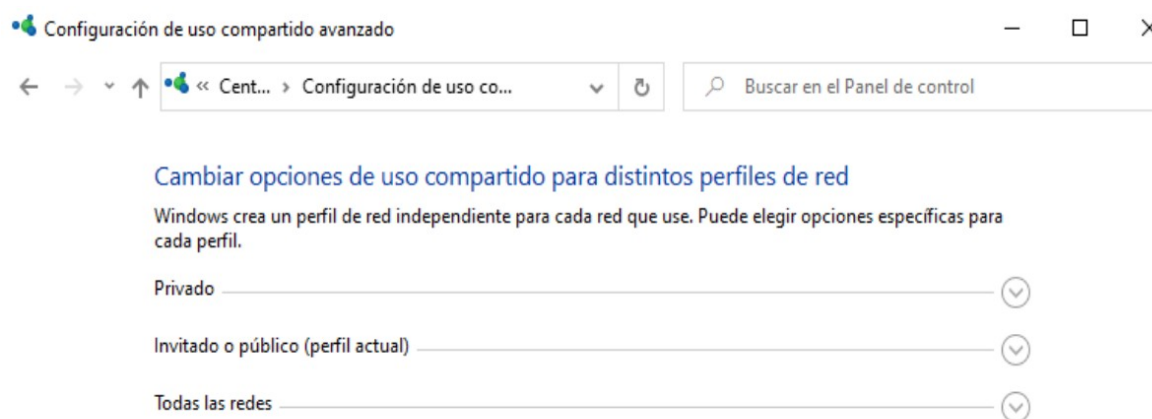 Configuración de uso compartido avanzado
« Cent... › Configuración de uso co...
Buscar en el Panel de control
Cambiar opciones de uso compartido para distintos perfiles de red
Windows crea un perfil de red independiente para cada red que use. Puede elegir opciones específicas para
cada perfil.
Privado
Invitado o público (perfil actual)
Todas las redes